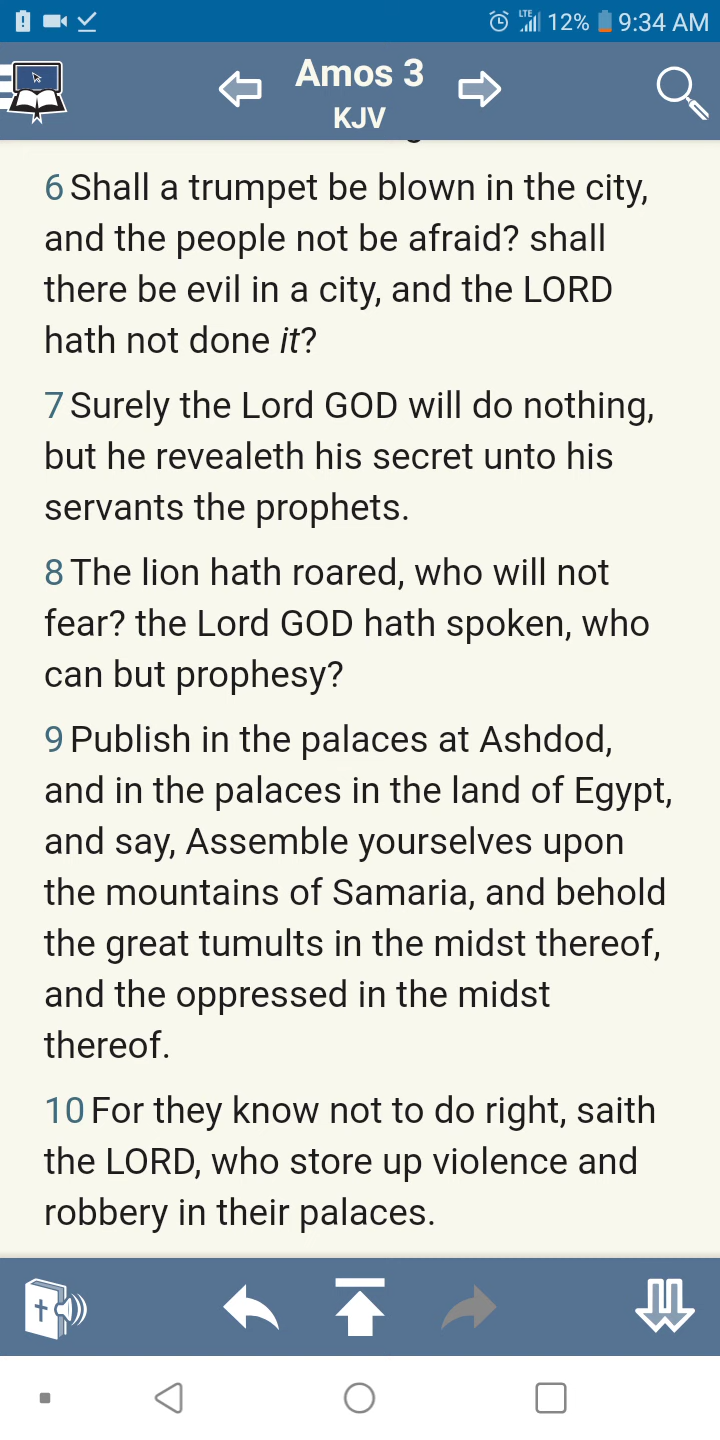 LTE 12% 9:34 AM
Amos 3
KJV
6 Shall a trumpet be blown in the city,
and the people not be afraid? shall
there be evil in a city, and the LORD
hath not done it?
7 Surely the Lord GOD will do nothing,
but he revealeth his secret unto his
servants the prophets.
8 The lion hath roared, who will not
fear? the Lord GOD hath spoken, who
can but prophesy?
9 Publish in the palaces at Ashdod,
and in the palaces in the land of Egypt,
and say, Assemble yourselves upon
the mountains of Samaria, and behold
the great tumults in the midst thereof,
and the oppressed in the midst
thereof.
10 For they know not to do right, saith
the LORD, who store up violence and
robbery in their palaces.